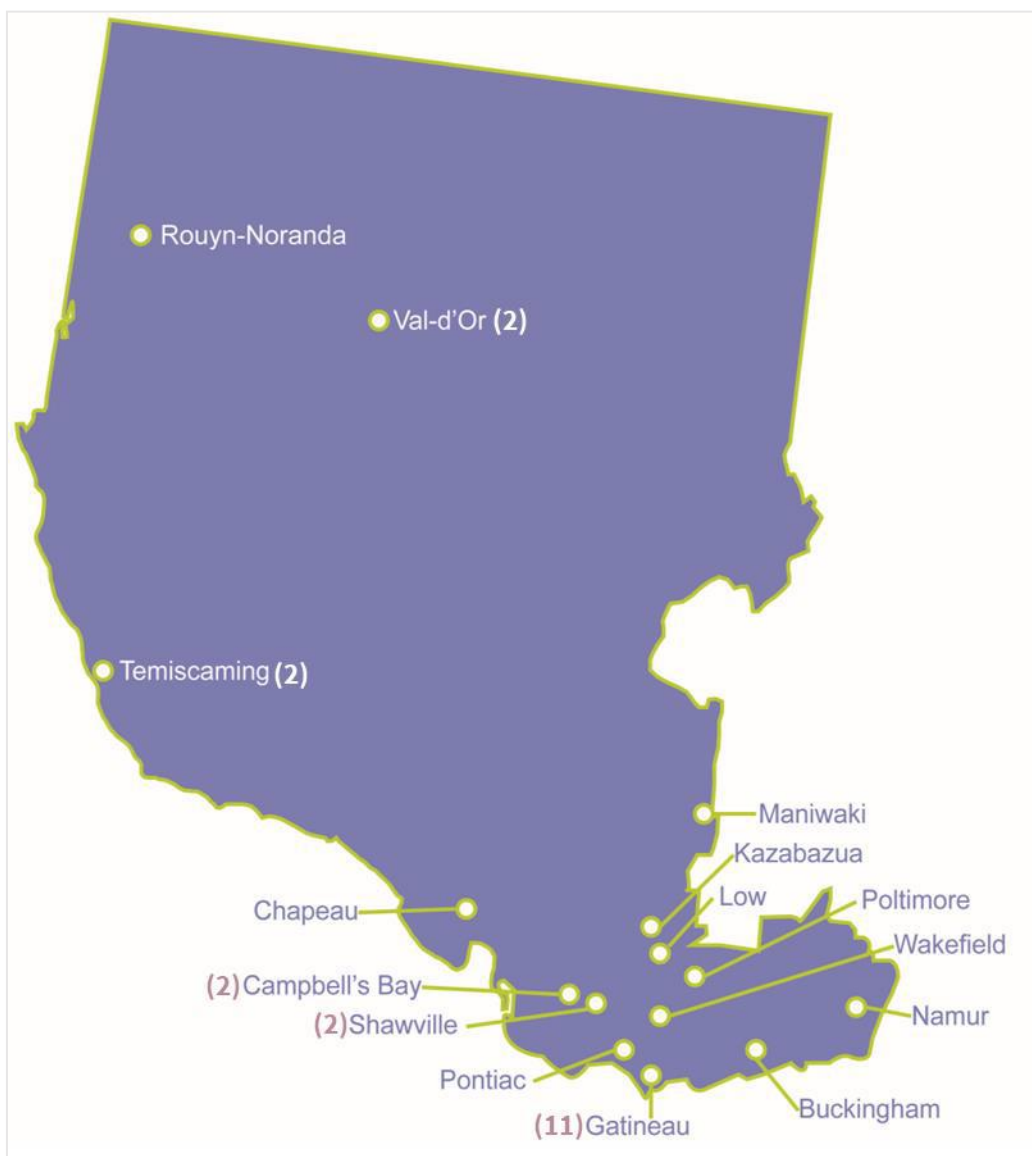 Rouyn-Noranda
Val-d'Or (2)
Temiscaming (2)
Maniwaki
Kazabazua
Low
Poltimore
Chapeau
Wakefield
(2) Campbell's Bay
Namur
(2) Shawville
Pontiac
Buckingham
(11) Gatineau